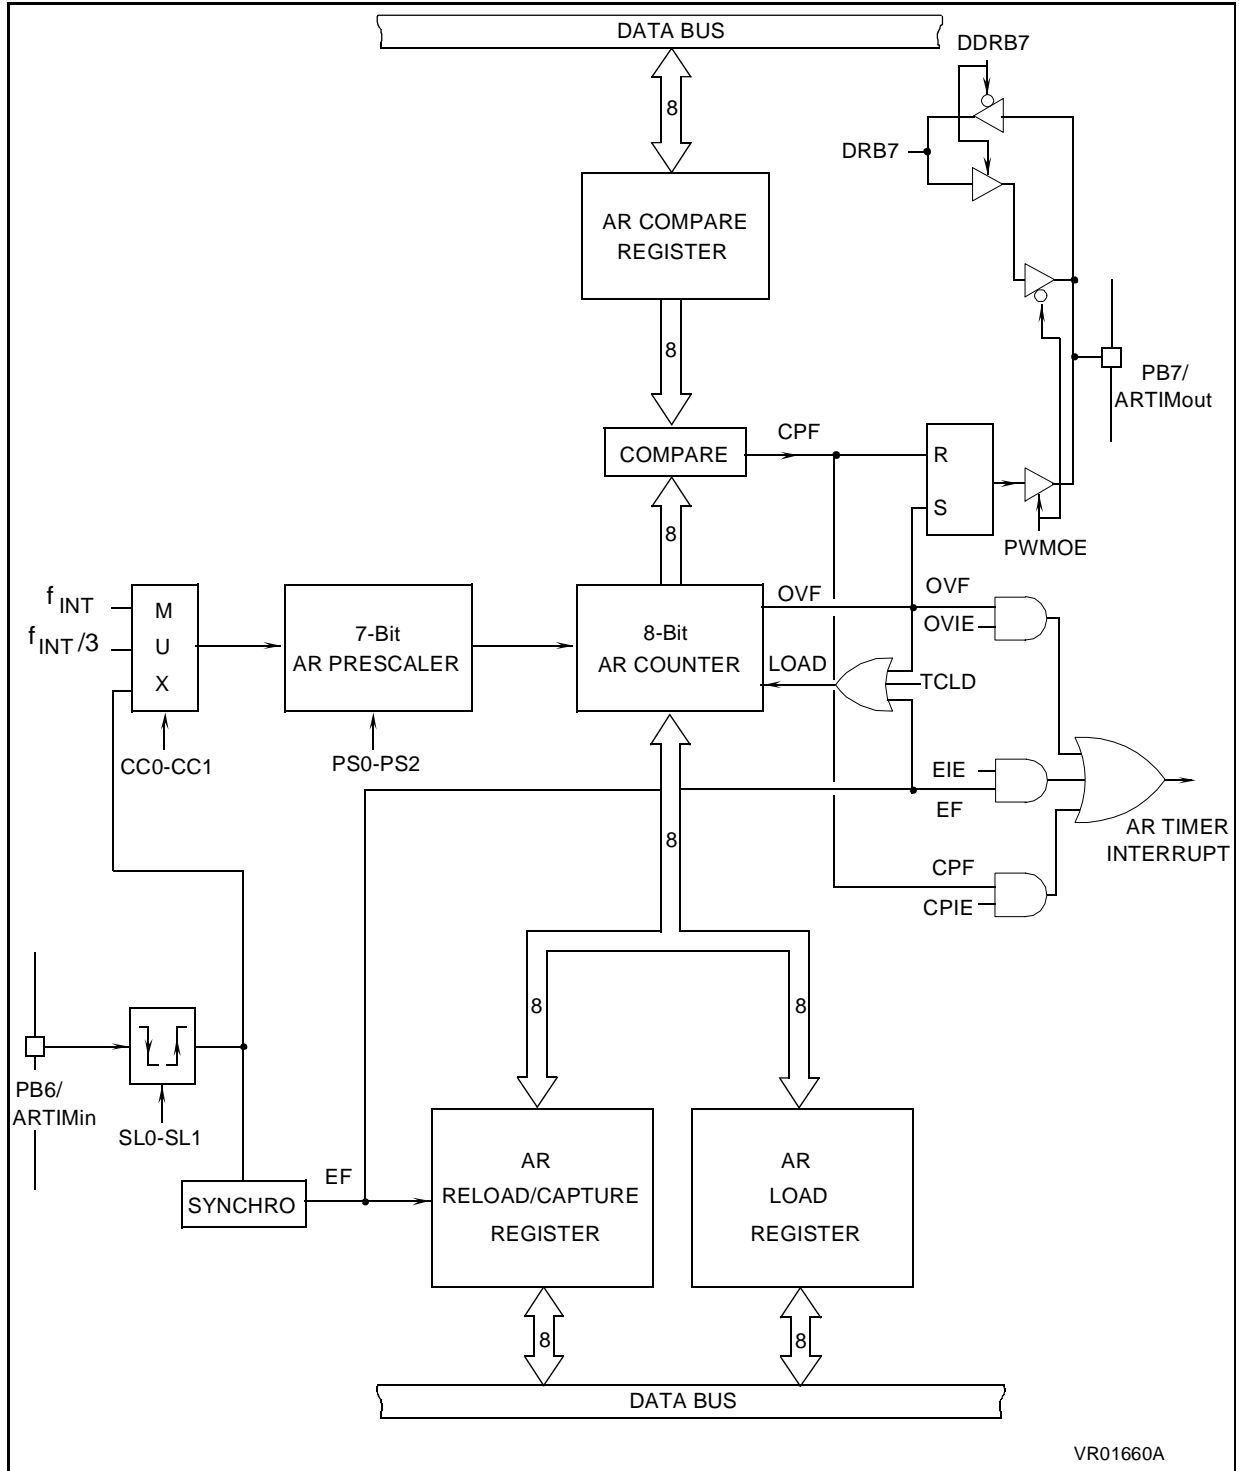 DATA BUS
DDRB7
8
DRB7
AR COMPARE
REGISTER
8
PB7/
ARTIMout
CPF
COMPARE
R
S
8
PWMOE
f INT
M
OVF
OVF
7-Bit
8-Bit
OVIE
f INT /3
U
AR PRESCALER
AR COUNTER
LOAD
X
TCLD
CC0-CC1
PS0-PS2
EIE
EF
AR TIMER
INTERRUPT
8
CPF
CPIE
8
8
PB6/
ARTIMin
SL0-SL1
AR
AR
EF
RELOAD/CAPTURE
LOAD
SYNCHRO
REGISTER
REGISTER
8
8
DATA BUS
VR01660A